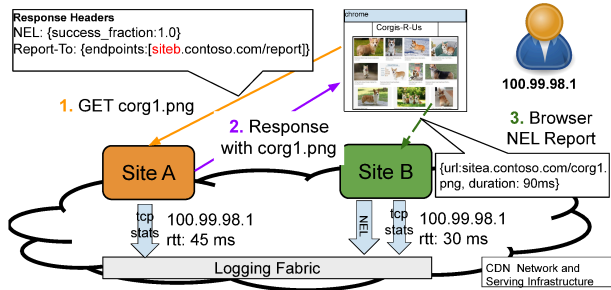 Response Headers
NEL: {success_fraction:1.0}
Report-To: {endpoints:[siteb.contoso.com/report]}
chrome
Corgis-R-Us
100.99.98.1
1. GET corg1.png
2. Response
with corg1.png
3. Browser
NEL Report
{url:sitea.contoso.com/corg1.
png, duration: 90ms}
Site A
Site B
tcp
stats
100.99.98.1
rtt: 45 ms
NEL
tcp
stats
100.99.98.1
rtt: 30 ms
Logging Fabric
CDN Network and
Serving Infrastructure